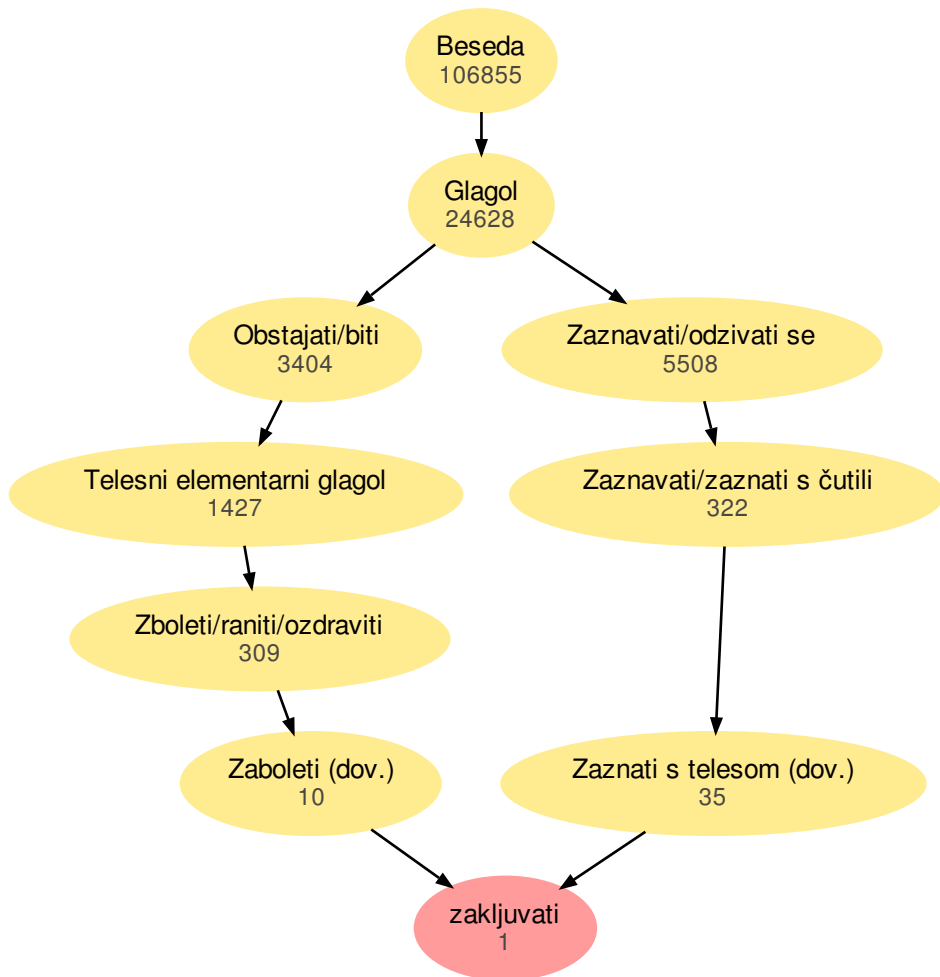 Beseda
106855
Glagol
24628
Obstajati/biti
3404
Zaznavati/odzivati se
5508
Telesni elementarni glagol
1427
Zaznavati/zaznati s čutili
322
Zboleti/raniti/ozdraviti
309
Zaboleti (dov.)
10
Zaznati s telesom (dov.)
35
zakljuvati
1